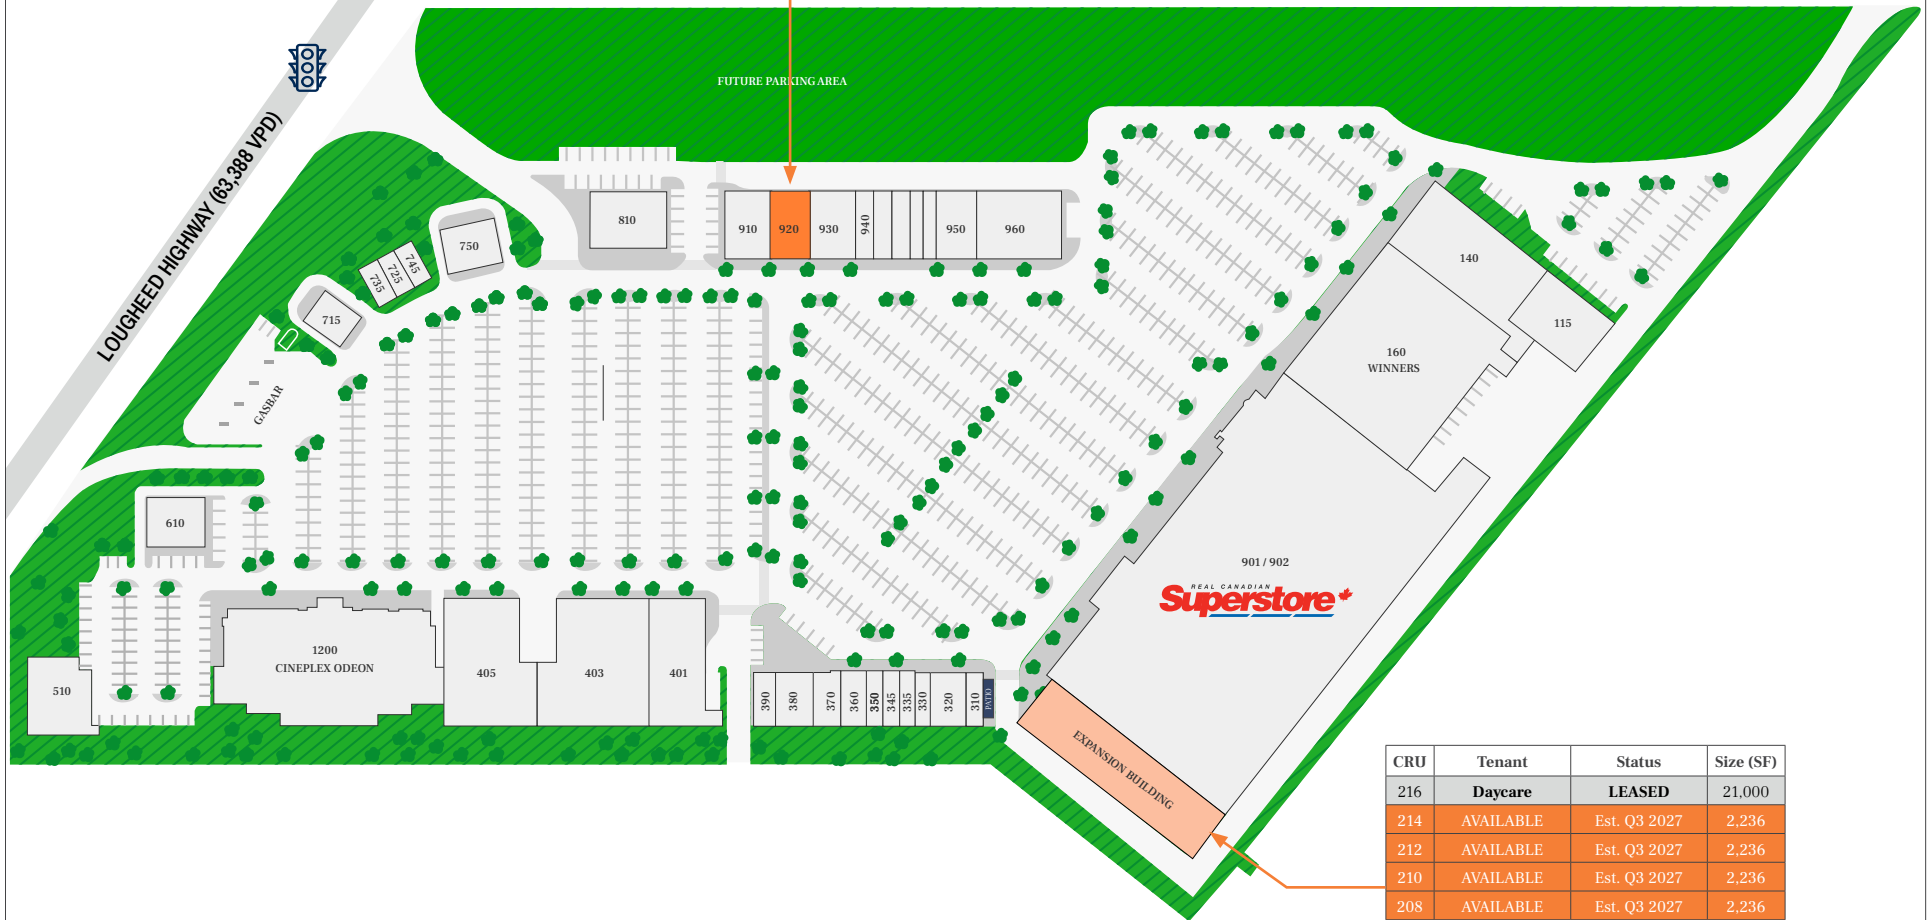 FUTURE PARKING AREA
LOUGHEED HIGHWAY (63,388 VPD)
810
910
920
930
940
950
960
750
745
725
735
715
GASBAR
140
115
160
WINNERS
610
901 / 902
REAL CANADIAN
Superstore
1200
CINEPLEX ODEON
405
403
401
510
390
380
370
360
350
345
335
330
320
310
PATIO
EXPANSION BUILDING
CRU Tenant Status Size (SF)
216 Daycare LEASED 21,000
214 AVAILABLE Est. Q3 2027 2,236
212 AVAILABLE Est. Q3 2027 2,236
210 AVAILABLE Est. Q3 2027 2,236
208 AVAILABLE Est. Q3 2027 2,236